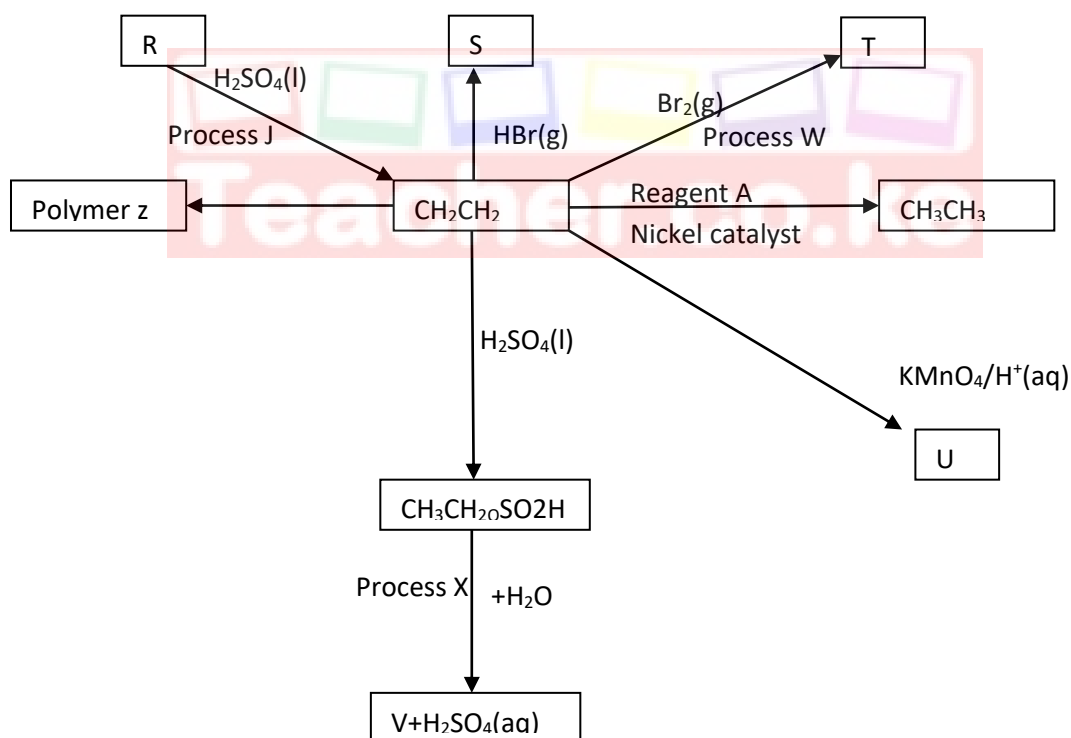 R
S
T
H₂SO₄(l)
Br₂(g)
Process J
HBr(g)
Process W
Polymer z
CH₂CH₂
Reagent A
Nickel catalyst
CH₃CH₃
Teacher.co.ke
H₂SO₄(l)
KMnO₄/H⁺(aq)
U
CH₃CH₂₀SO2H
Process X
+H₂O
V+H₂SO₄(aq)